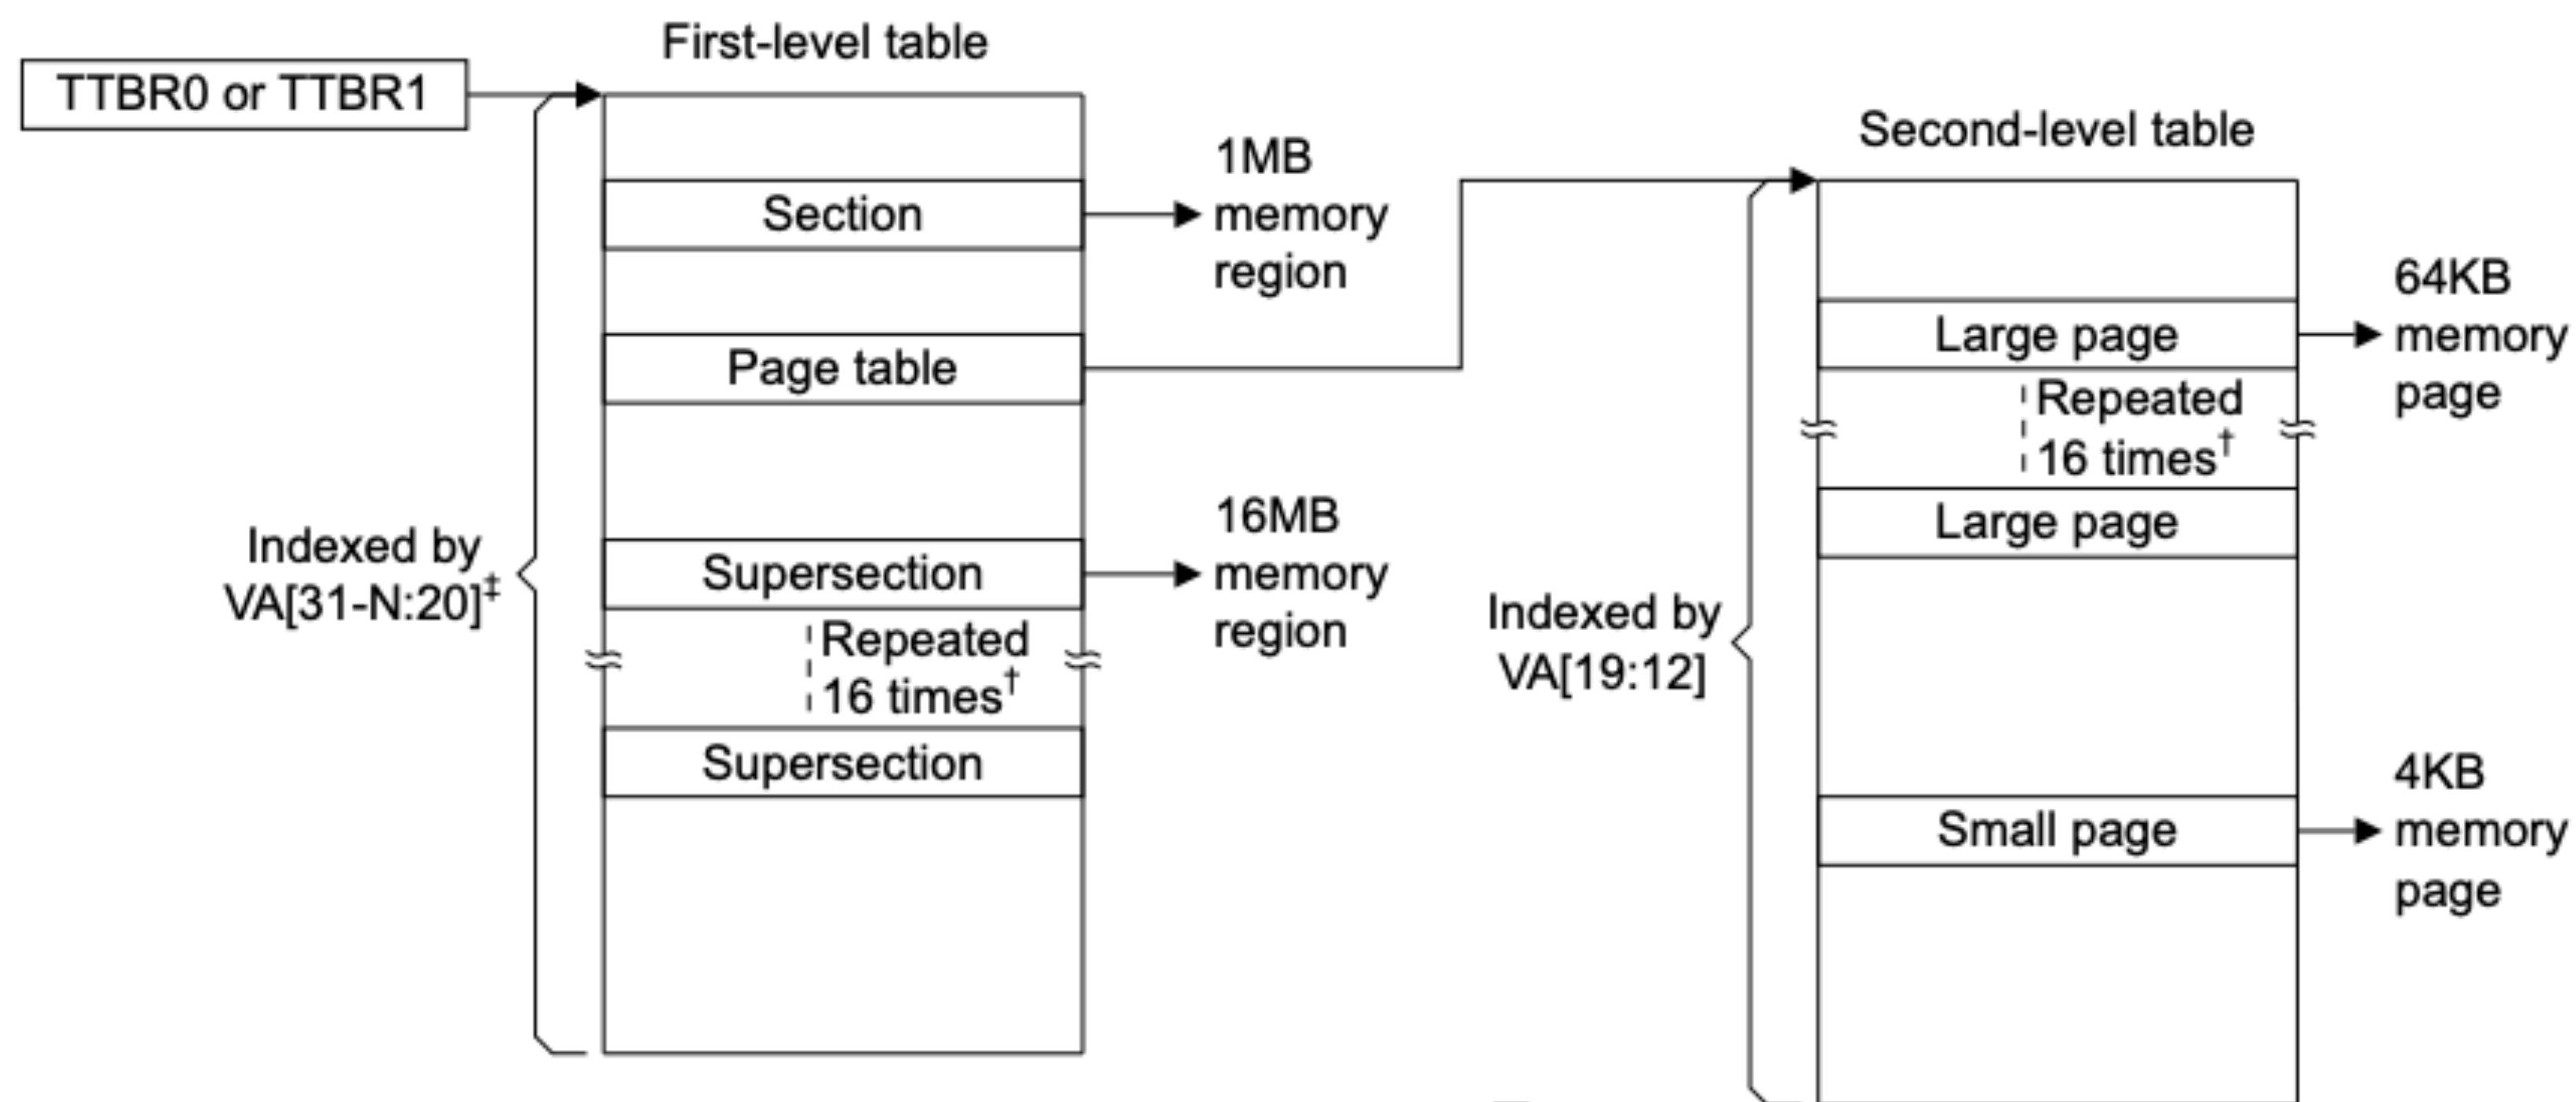 First-level table
TTBR0 or TTBR1
Second-level table
1MB
memory
region
Section
Page table
64KB
memory
page
Large page
Repeated
16 times†
Large page
Indexed by
VA[31-N:20]‡
16MB
memory
region
Supersection
Repeated
16 times†
Supersection
Indexed by
VA[19:12]
4KB
memory
page
Small page